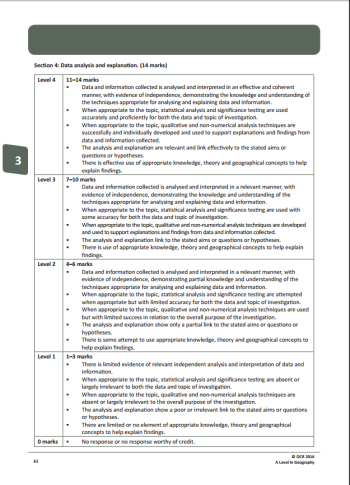 Section 4: Data analysis and explanation. (14 marks)
Level 4
11–14 marks
• Data and information collected is analysed and interpreted in an effective and coherent
manner, with evidence of independence, demonstrating the knowledge and understanding of
the techniques appropriate for analysing and explaining data and information.
• When appropriate to the topic, statistical analysis and significance testing are used
accurately and proficiently for both the data and topic of investigation.
• When appropriate to the topic, qualitative and non-numerical analysis techniques are
successfully and individually developed and used to support explanations and findings from
data and information collected.
• The analysis and explanation are relevant and link effectively to the stated aims or
questions or hypotheses.
• There is effective use of appropriate knowledge, theory and geographical concepts to help
explain findings.
3
Level 3
7–10 marks
• Data and information collected is analysed and interpreted in a relevant manner, with
evidence of independence, demonstrating the knowledge and understanding of the
techniques appropriate for analysing and explaining data and information.
• When appropriate to the topic, statistical analysis and significance testing are used with
some accuracy for both the data and topic of investigation.
• When appropriate to the topic, qualitative and non-numerical analysis techniques are developed
and used to support explanations and findings from data and information collected.
• The analysis and explanation link to the stated aims or questions or hypotheses.
• There is use of appropriate knowledge, theory and geographical concepts to help explain
findings.
Level 2
4–6 marks
• Data and information collected is analysed and interpreted in a relevant manner, with
evidence of independence, demonstrating partial knowledge and understanding of the
techniques appropriate for analysing and explaining data and information.
• When appropriate to the topic, statistical analysis and significance testing are attempted
when appropriate but with limited accuracy for both the data and topic of investigation.
• When appropriate to the topic, qualitative and non-numerical analysis techniques are used
but with limited success in relation to the overall purpose of the investigation.
• The analysis and explanation show only a partial link to the stated aims or questions or
hypotheses.
• There is some attempt to use appropriate knowledge, theory and geographical concepts to
help explain findings.
Level 1
1–3 marks
• There is limited evidence of relevant independent analysis and interpretation of data and
information.
• When appropriate to the topic, statistical analysis and significance testing are absent or
largely irrelevant to both the data and topic of investigation.
• When appropriate to the topic, qualitative and non-numerical analysis techniques are
absent or largely irrelevant to the overall purpose of the investigation.
• The analysis and explanation show a poor or irrelevant link to the stated aims or questions
or hypotheses.
• There are limited or no element of appropriate knowledge, theory and geographical
concepts to help explain findings.
0 marks
• No response or no response worthy of credit.
62
© OCR 2016
A Level in Geography